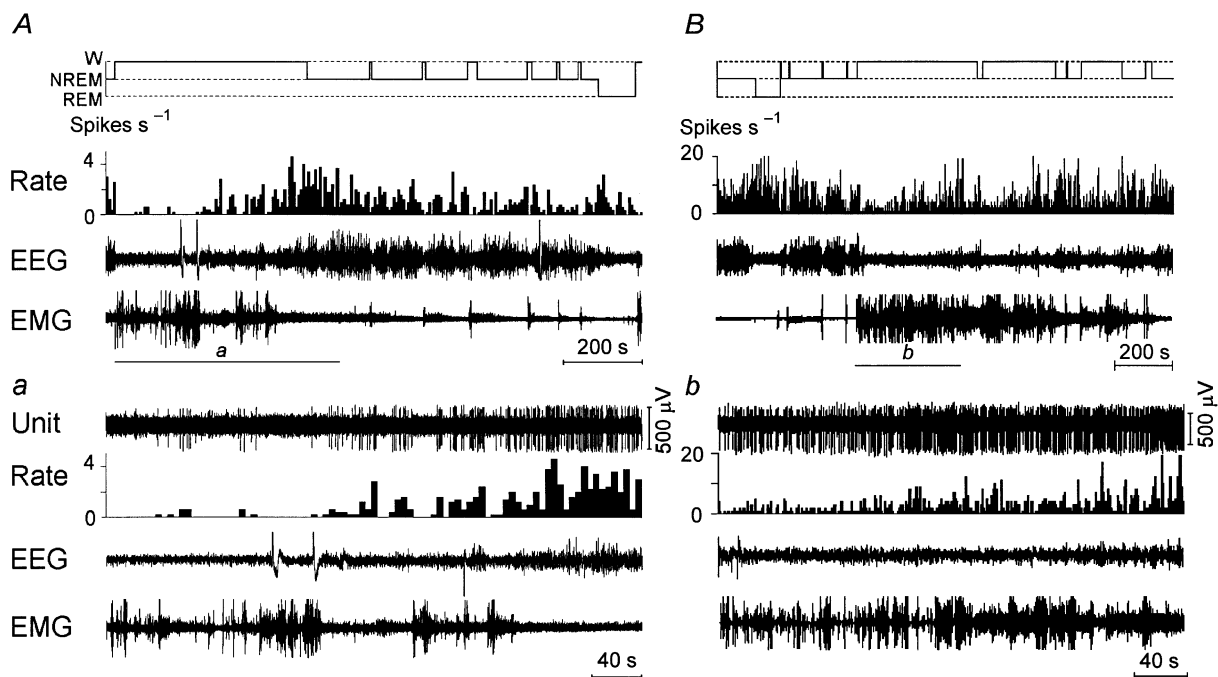 A
W
NREM
REM
Spikes s⁻¹
Rate
4
0
EEG
EMG
a
200 s
a
Unit
500 µV
Rate
4
0
EEG
EMG
40 s
B
Spikes s⁻¹
20
0
b
200 s
b
500 µV
20
0
40 s